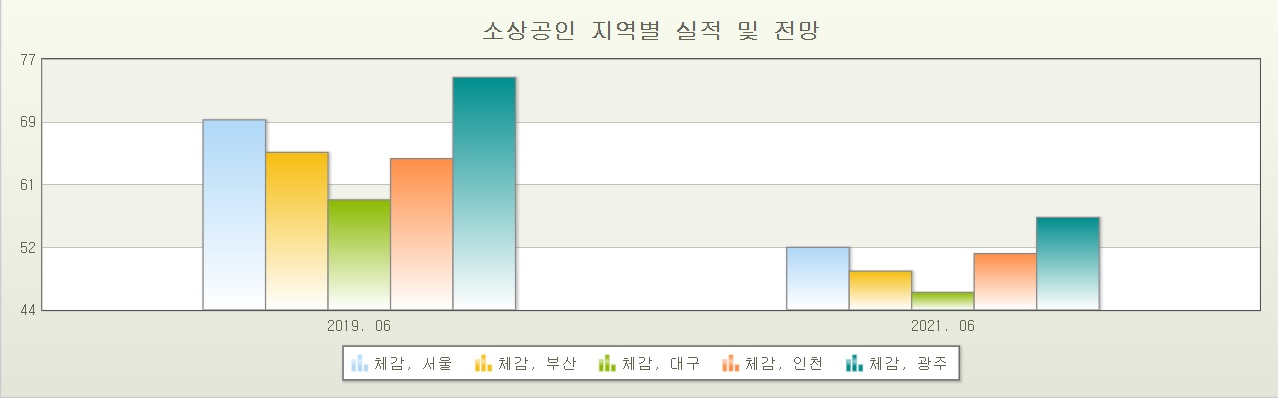 소상공인 지역별 실적 및 전망
77
69
61
52
44
2019. 06 2021. 06
체감, 서울 체감, 부산 체감, 대구 체감, 인천 체감, 광주